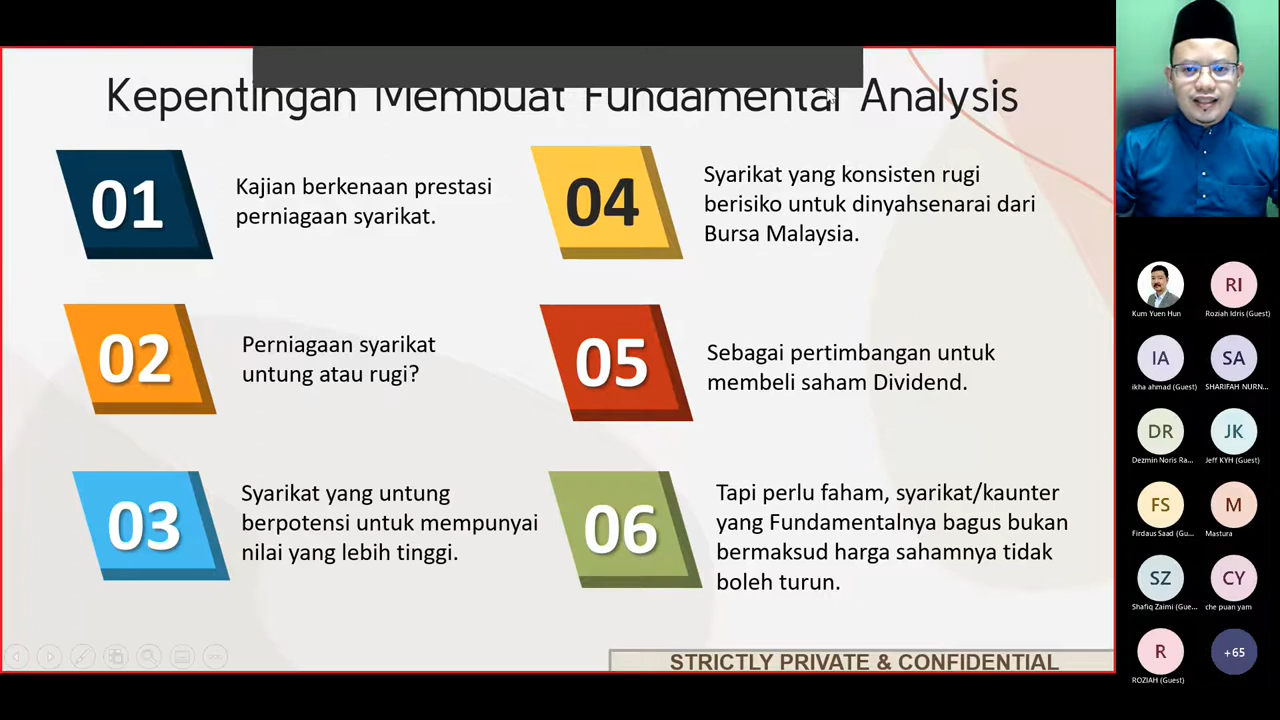 Kepentingan Membuat Fundamental Analysis
01
Kajian berkenaan prestasi
perniagaan syarikat.
02
Perniagaan syarikat
untung atau rugi?
03
Syarikat yang untung
berpotensi untuk mempunyai
nilai yang lebih tinggi.
04
Syarikat yang konsisten rugi
berisiko untuk dinyahsenarai dari
Bursa Malaysia.
05
Sebagai pertimbangan untuk
membeli saham Dividend.
06
Tapi perlu faham, syarikat/kaunter
yang Fundamentalnya bagus bukan
bermaksud harga sahamnya tidak
boleh turun.
STRICTLY PRIVATE & CONFIDENTIAL
Kum Yuen Hun
RI
Roziah Idris (Guest)
IA
ikha ahmad (Guest)
SA
SHARIFAH NURN...
DR
Dezmin Noris Ra...
JK
Jeff KYH (Guest)
FS
Firdaus Saad (Gu...
M
Mastura
SZ
Shafiq Zaimi (Gue...
CY
che puan yam
R
ROZIAH (Guest)
+65